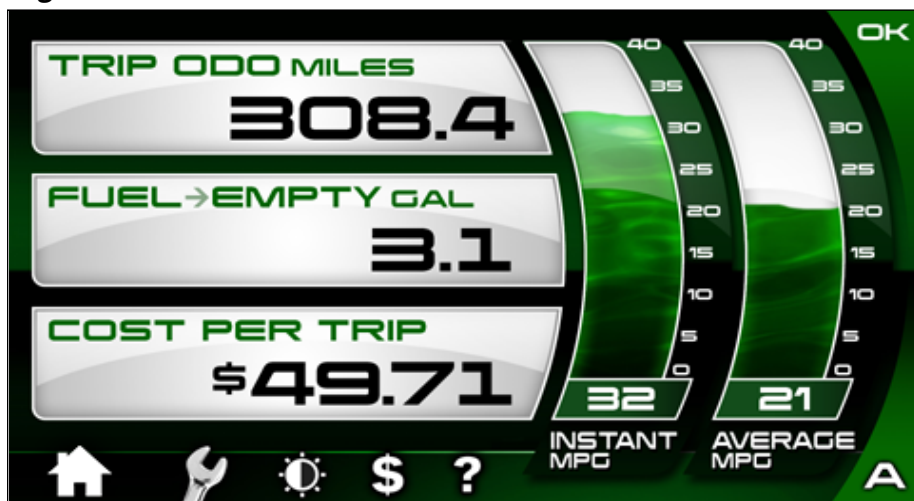 OK
TRIP ODO MILES
308.4
FUEL→EMPTY GAL
3.1
COST PER TRIP
$49.71
40
35
30
25
20
15
10
5
0
32
INSTANT
MPG
40
35
30
25
20
15
10
5
0
21
AVERAGE
MPG
$ ?
A